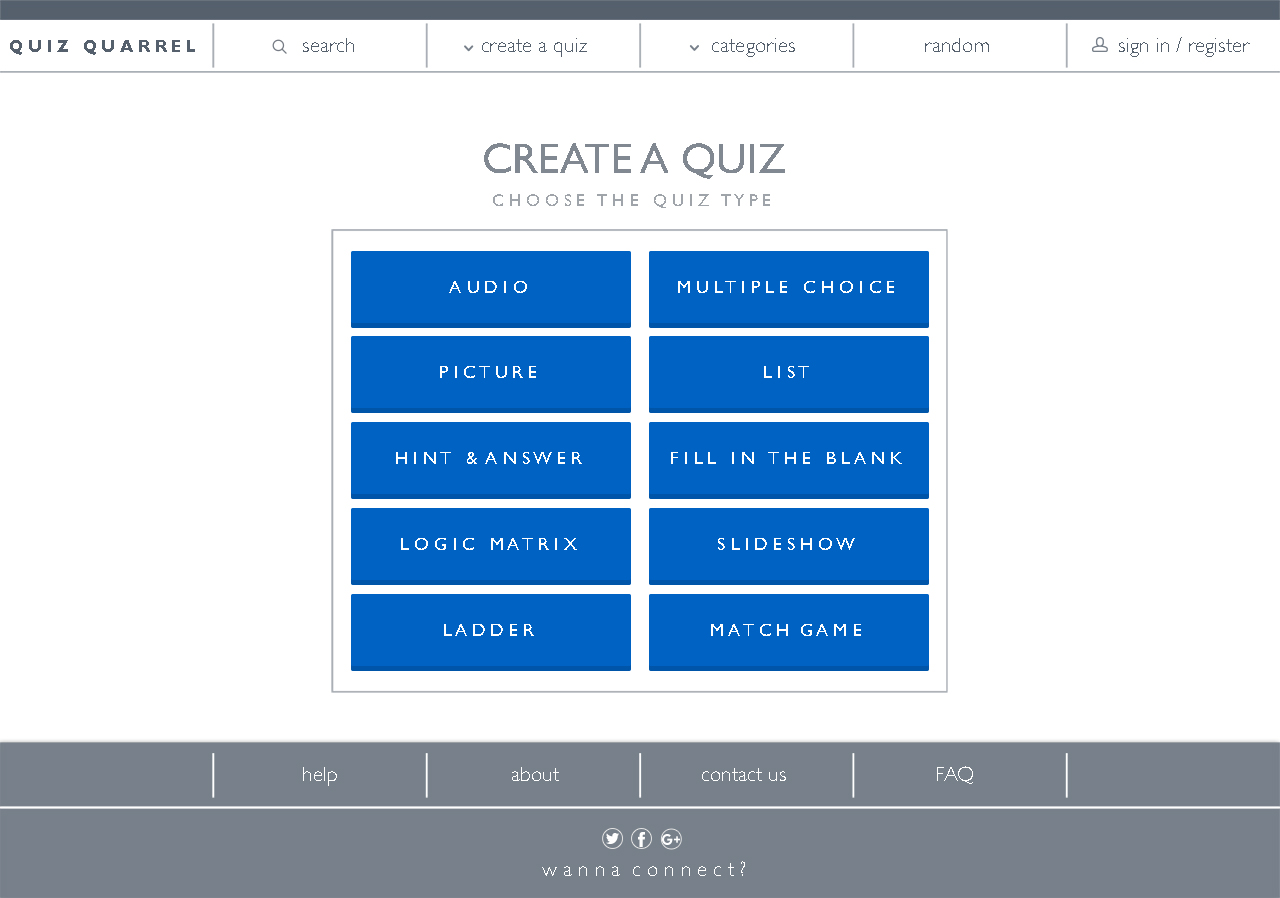 QUIZ QUARREL search create a quiz categories random sign in / register
CREATE A QUIZ
CHOOSE THE QUIZ TYPE
AUDIO MULTIPLE CHOICE
PICTURE LIST
HINT & ANSWER FILL IN THE BLANK
LOGIC MATRIX SLIDESHOW
LADDER MATCH GAME
help about contact us FAQ
G+
wanna connect?